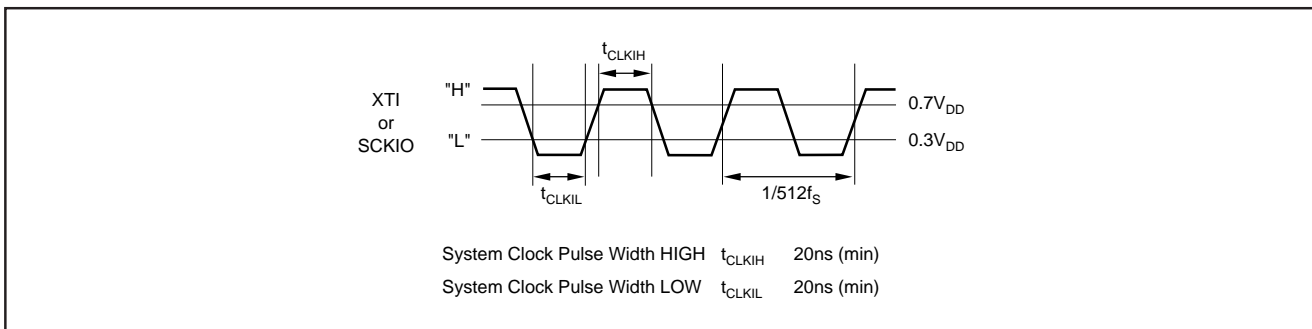 t_CLKIH
"H"
XTI
or
SCKIO
0.7V_DD
"L"
0.3V_DD
t_CLKIL
1/512f_S
System Clock Pulse Width HIGH t_CLKIH 20ns (min)
System Clock Pulse Width LOW t_CLKIL 20ns (min)